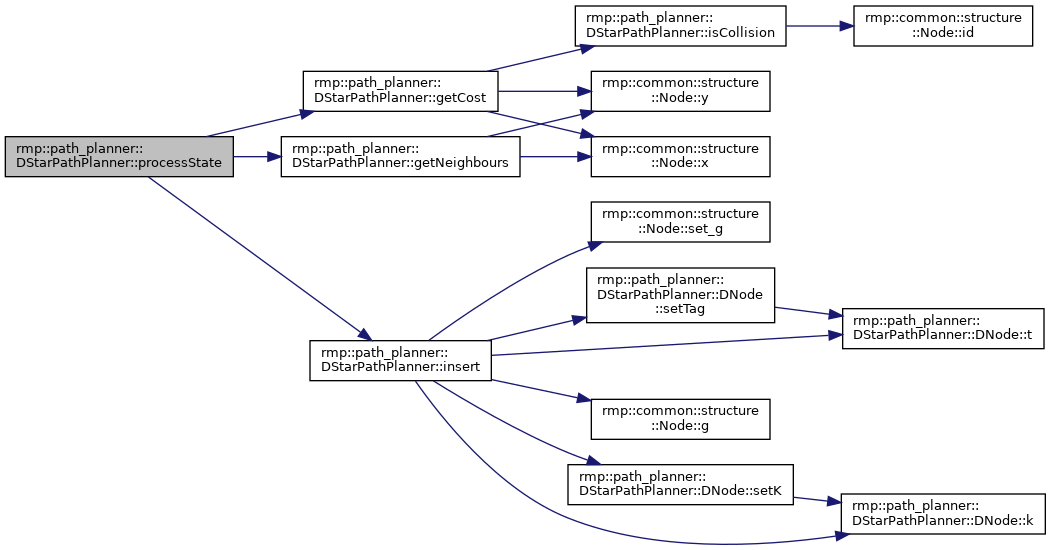 rmp::path_planner::
DStarPathPlanner::processState
rmp::path_planner::
DStarPathPlanner::getCost
rmp::path_planner::
DStarPathPlanner::getNeighbours
rmp::path_planner::
DStarPathPlanner::insert
rmp::path_planner::
DStarPathPlanner::isCollision
rmp::common::structure
::Node::id
rmp::common::structure
::Node::y
rmp::common::structure
::Node::x
rmp::common::structure
::Node::set_g
rmp::path_planner::
DStarPathPlanner::DNode
::setTag
rmp::path_planner::
DStarPathPlanner::DNode::t
rmp::common::structure
::Node::g
rmp::path_planner::
DStarPathPlanner::DNode::setK
rmp::path_planner::
DStarPathPlanner::DNode::k